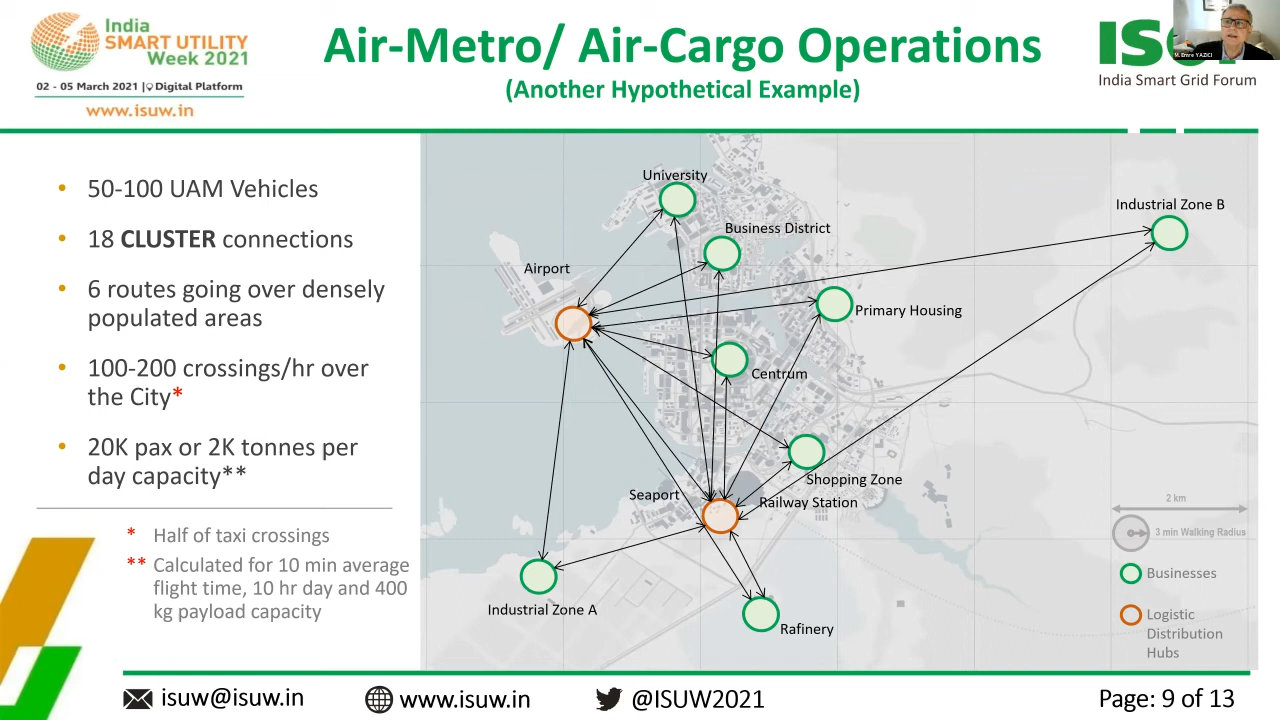 India
SMART UTILITY
Week 2021
02 - 05 March 2021 | Digital Platform
www.isuw.in
Air-Metro/ Air-Cargo Operations
(Another Hypothetical Example)
India Smart Grid Forum
M. Emre YAZICI
• 50-100 UAM Vehicles
• 18 CLUSTER connections
• 6 routes going over densely
populated areas
• 100-200 crossings/hr over
the City*
• 20K pax or 2K tonnes per
day capacity**
* Half of taxi crossings
** Calculated for 10 min average
flight time, 10 hr day and 400
kg payload capacity
University
Industrial Zone B
Business District
Airport
Primary Housing
Centrum
Shopping Zone
Seaport
Railway Station
Industrial Zone A
Rafinery
2 km
3 min Walking Radius
Businesses
Logistic
Distribution
Hubs
isuw@isuw.in
www.isuw.in
@ISUW2021
Page: 9 of 13